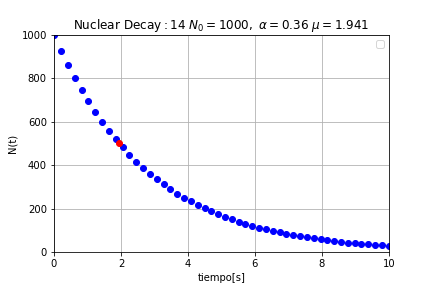 Nuclear Decay : 14 N₀ = 1000, α = 0.36 μ = 1.941
1000
800
600
400
200
0
N(t)
0 2 4 6 8 10
tiempo[s]